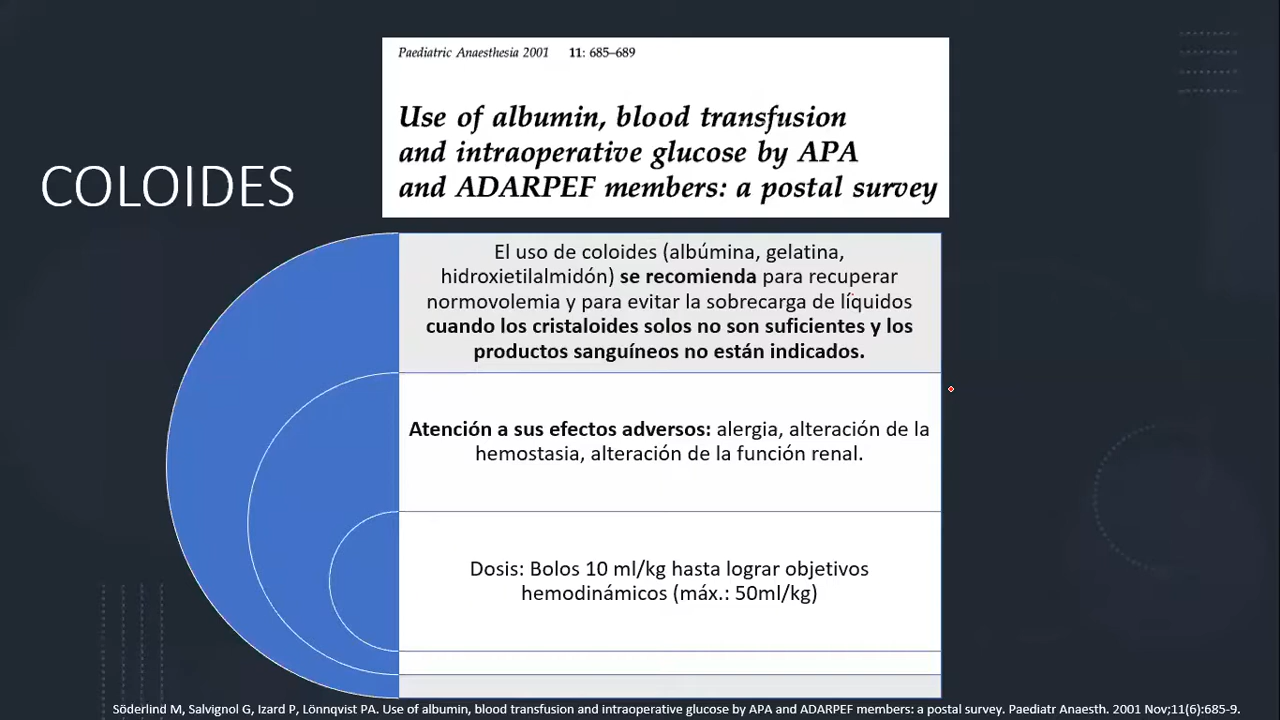 Paediatric Anaesthesia 2001 11: 685–689
Use of albumin, blood transfusion
and intraoperative glucose by APA
and ADARPEF members: a postal survey
COLOIDES
El uso de coloides (albúmina, gelatina,
hidroxietilalmidón) se recomienda para recuperar
normovolemia y para evitar la sobrecarga de líquidos
cuando los cristaloides solos no son suficientes y los
productos sanguíneos no están indicados.
Atención a sus efectos adversos: alergia, alteración de la
hemostasia, alteración de la función renal.
Dosis: Bolos 10 ml/kg hasta lograr objetivos
hemodinámicos (máx.: 50ml/kg)
Söderlind M, Salvignol G, Izard P, Lönnqvist PA. Use of albumin, blood transfusion and intraoperative glucose by APA and ADARPEF members: a postal survey. Paediatr Anaesth. 2001 Nov;11(6):685-9.